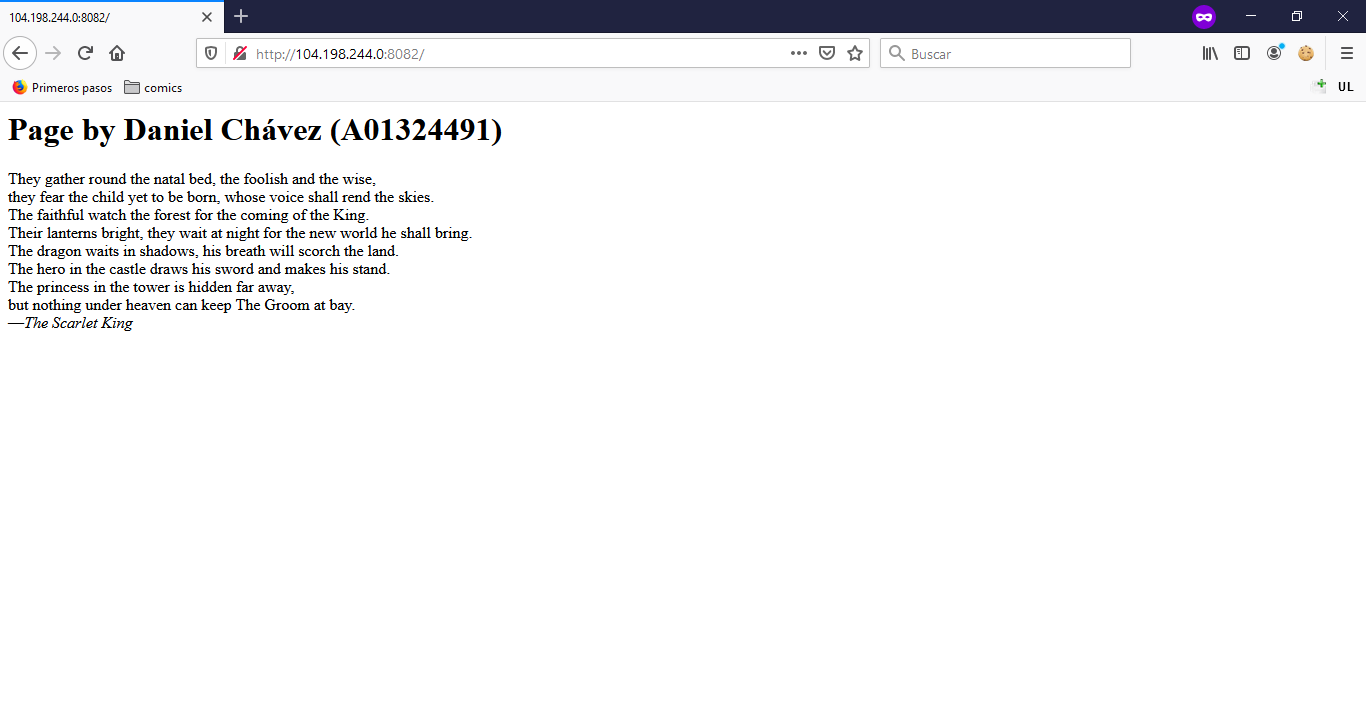 104.198.244.0:8082/
http://104.198.244.0:8082/
Buscar
Primeros pasos
comics
UL
Page by Daniel Chávez (A01324491)
They gather round the natal bed, the foolish and the wise,
they fear the child yet to be born, whose voice shall rend the skies.
The faithful watch the forest for the coming of the King.
Their lanterns bright, they wait at night for the new world he shall bring.
The dragon waits in shadows, his breath will scorch the land.
The hero in the castle draws his sword and makes his stand.
The princess in the tower is hidden far away,
but nothing under heaven can keep The Groom at bay.
—The Scarlet King